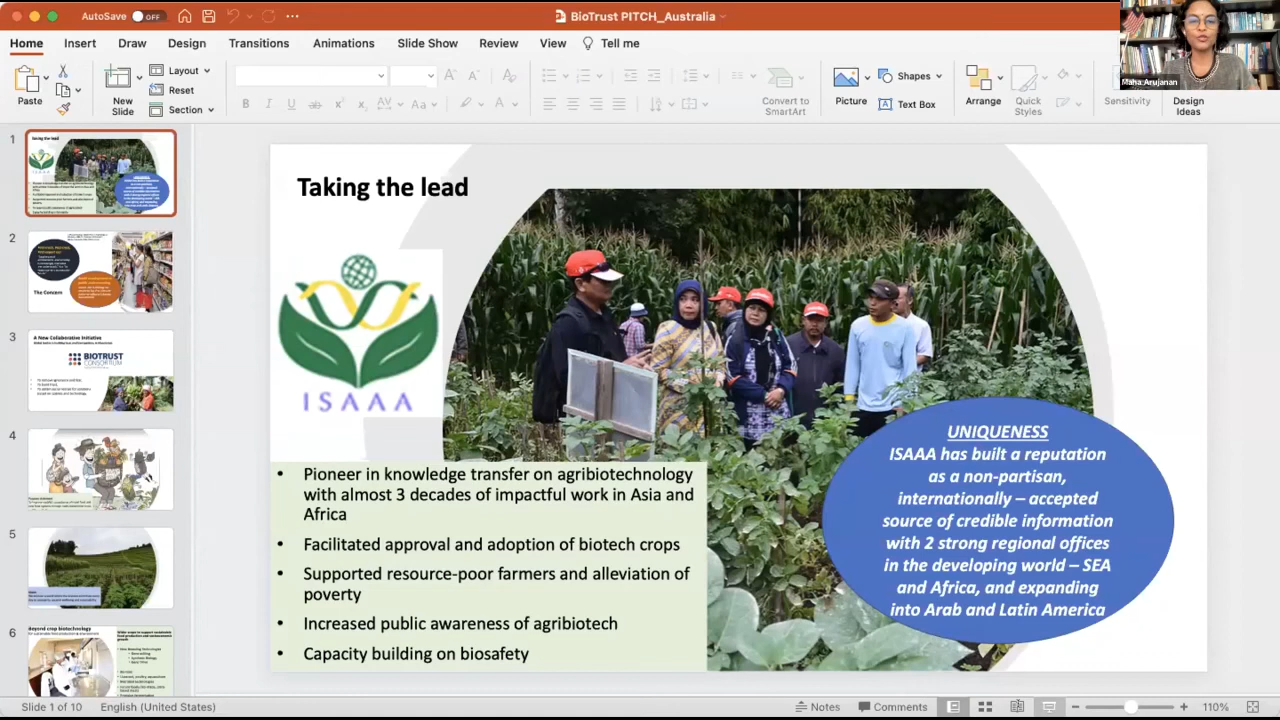 AutoSave OFF
BioTrust PITCH_Australia
Home Insert Draw Design Transitions Animations Slide Show Review View Tell me
Paste
New
Slide
Layout
Reset
Section
Convert to
SmartArt
Picture
Shapes
Text Box
Arrange
Quick
Styles
Sensitivity
Design
Ideas
Maha Arujanan
1
Taking the lead
2
The Concern
3
A New Collaborative Initiative
BIOTRUST
CONSORTIUM
4
5
6
Beyond crop biotechnology
Taking the lead
ISAAA
• Pioneer in knowledge transfer on agribiotechnology
with almost 3 decades of impactful work in Asia and
Africa
• Facilitated approval and adoption of biotech crops
• Supported resource-poor farmers and alleviation of
poverty
• Increased public awareness of agribiotech
• Capacity building on biosafety
UNIQUENESS
ISAAA has built a reputation
as a non-partisan,
internationally – accepted
source of credible information
with 2 strong regional offices
in the developing world – SEA
and Africa, and expanding
into Arab and Latin America
Slide 1 of 10 English (United States)
Notes Comments 110%